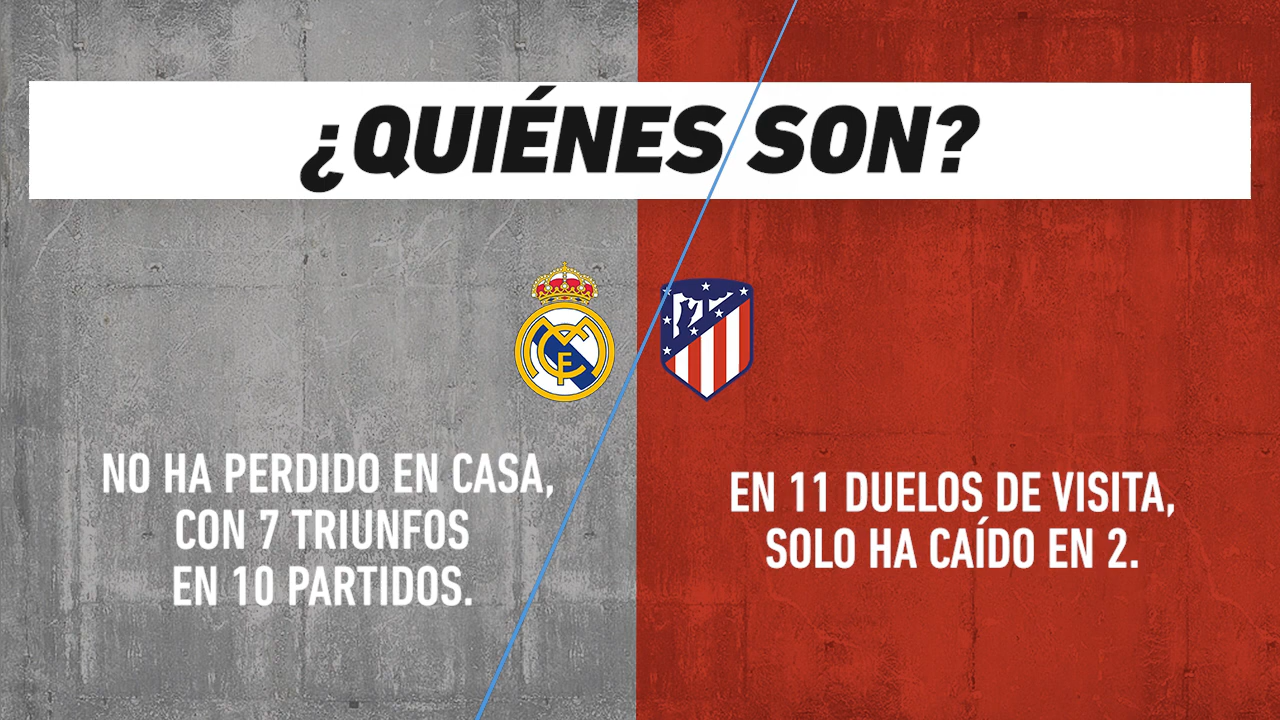 ¿QUIÉNES SON?
NO HA PERDIDO EN CASA,
CON 7 TRIUNFOS
EN 10 PARTIDOS.
EN 11 DUELOS DE VISITA,
SOLO HA CAÍDO EN 2.